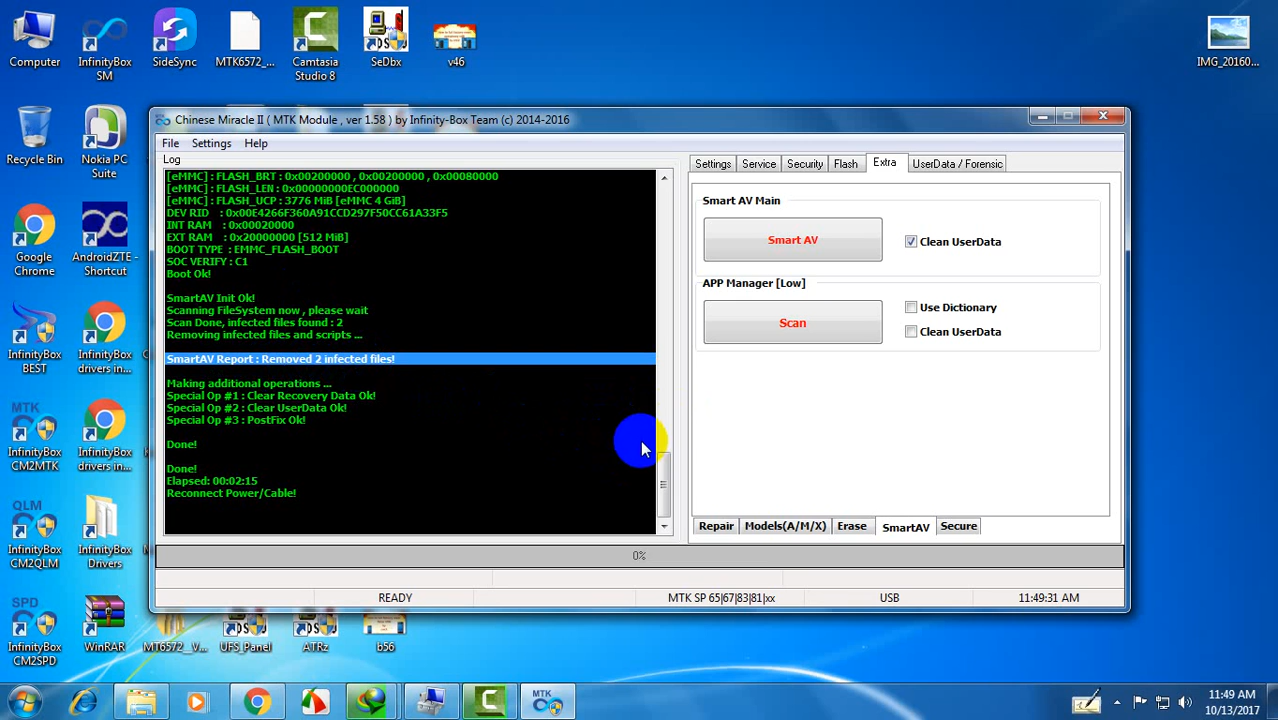 Computer
InfinityBox
SM
SideSync
MTK6572_...
Camtasia
Studio 8
SeDbx
v46
IMG_20160...
Recycle Bin
Nokia PC
Suite
Google
Chrome
AndroidZTE -
Shortcut
InfinityBox
BEST
InfinityBox
drivers in...
MTK
InfinityBox
CM2MTK
InfinityBox
drivers in...
QLM
InfinityBox
CM2QLM
InfinityBox
Drivers
SPD
InfinityBox
CM2SPD
WinRAR
MT6572__V...
UFS_Panel
ATRz
b56
Chinese Miracle II ( MTK Module , ver 1.58 ) by Infinity-Box Team (c) 2014-2016
File Settings Help
Log
[eMMC] : FLASH_BRT : 0x00200000 , 0x00200000 , 0x00080000
[eMMC] : FLASH_LEN : 0x00000000EC000000
[eMMC] : FLASH_UCP : 3776 MiB [eMMC 4 GiB]
DEV RID : 0x00E4266F360A91CCD297F50CC61A33F5
INT RAM : 0x00020000
EXT RAM : 0x20000000 [512 MiB]
BOOT TYPE : EMMC_FLASH_BOOT
SOC VERIFY : C1
Boot Ok!
SmartAV Init Ok!
Scanning FileSystem now , please wait
Scan Done, infected files found : 2
Removing infected files and scripts ...
SmartAV Report : Removed 2 infected files!
Making additional operations ...
Special Op #1 : Clear Recovery Data Ok!
Special Op #2 : Clear UserData Ok!
Special Op #3 : PostFix Ok!
Done!
Done!
Elapsed: 00:02:15
Reconnect Power/Cable!
Settings Service Security Flash Extra UserData / Forensic
Smart AV Main
Smart AV
Clean UserData
APP Manager [Low]
Scan
Use Dictionary
Clean UserData
Repair Models(A/M/X) Erase SmartAV Secure
0%
READY MTK SP 65|67|83|81|xx USB 11:49:31 AM
MTK
11:49 AM
10/13/2017